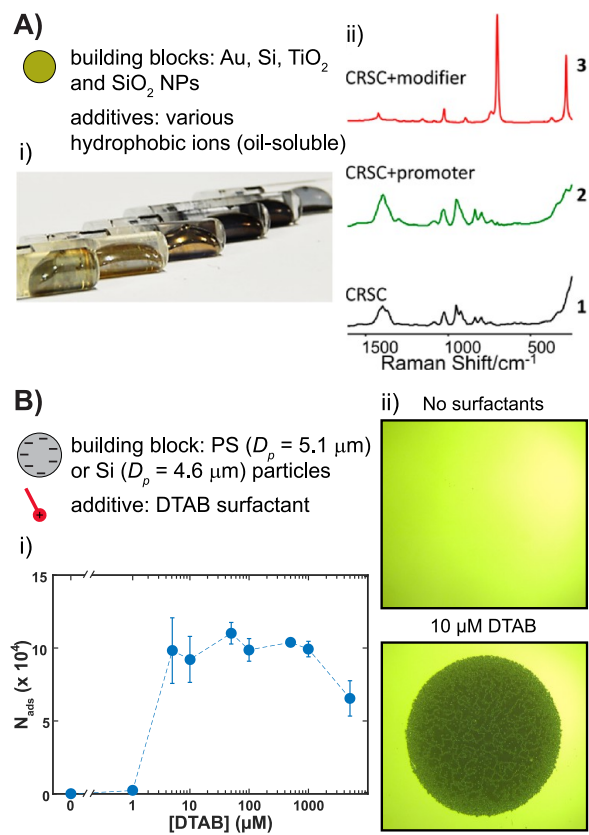 A)
building blocks: Au, Si, TiO2
and SiO2 NPs
additives: various
hydrophobic ions (oil-soluble)
i)
ii)
CRSC+modifier
3
CRSC+promoter
2
CRSC
1
1500 1000 500
Raman Shift/cm-1
B)
building block: PS (Dp = 5.1 μm)
or Si (Dp = 4.6 μm) particles
additive: DTAB surfactant
i)
15
10
5
0
Nads (x 10^4)
0 1 10 100 1000
[DTAB] (μM)
ii)
No surfactants
10 μM DTAB